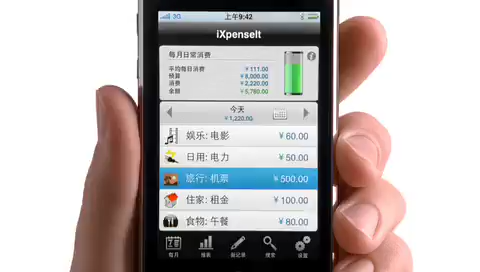 3G 上午9:42
iXpenseIt
每月日常消费
平均每日消费 ￥111.00
预算 ￥8,000.00
消费 ￥2,220.00
余额 ￥5,780.00
今天
￥1,220.00
娱乐: 电影 ￥60.00
日用: 电力 ￥50.00
旅行: 机票 ￥500.00
住家: 租金 ￥100.00
食物: 午餐 ￥80.00
每月 报表 新记录 搜索 设置